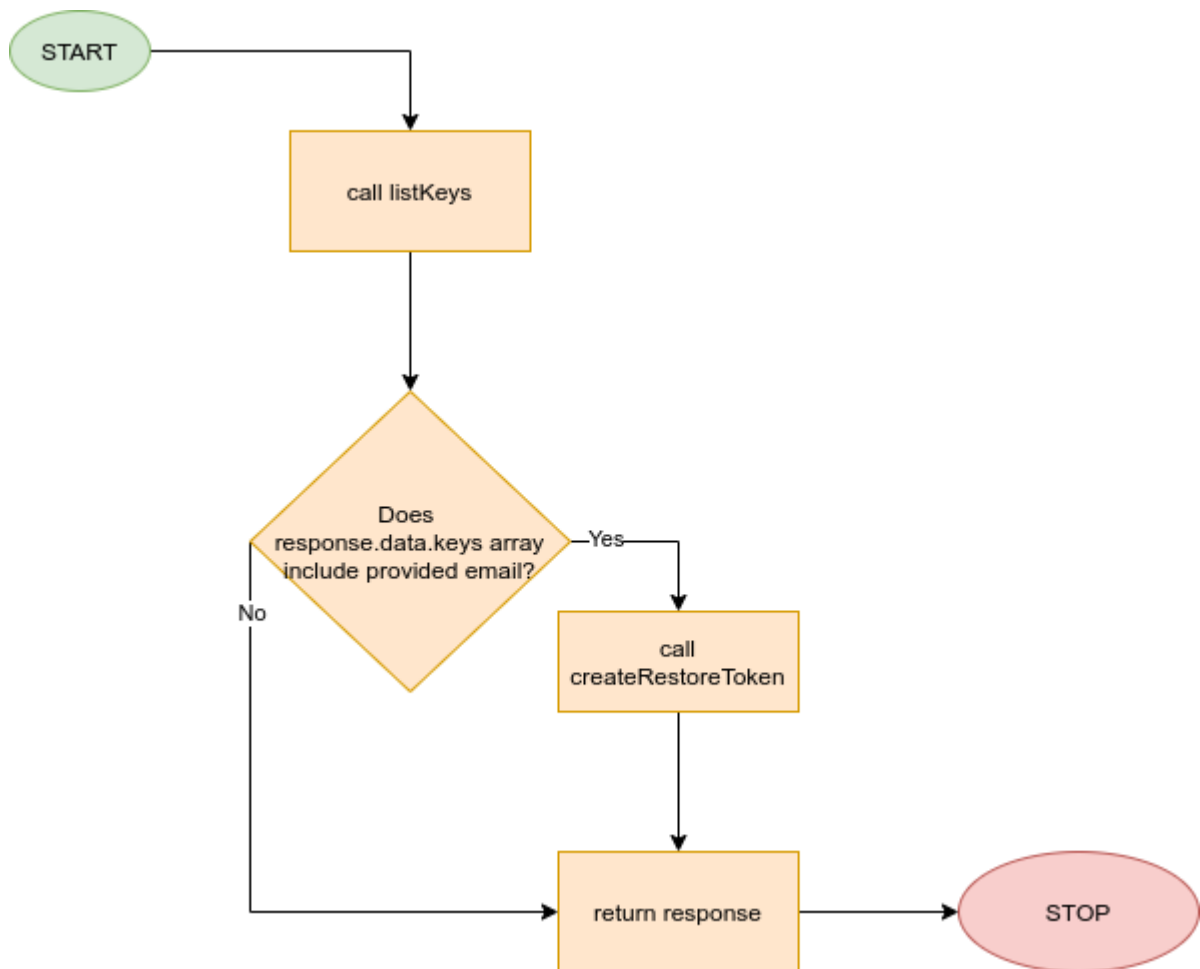 START
call listKeys
Does
response.data.keys array
include provided email?
Yes
No
call
createRestoreToken
return response
STOP